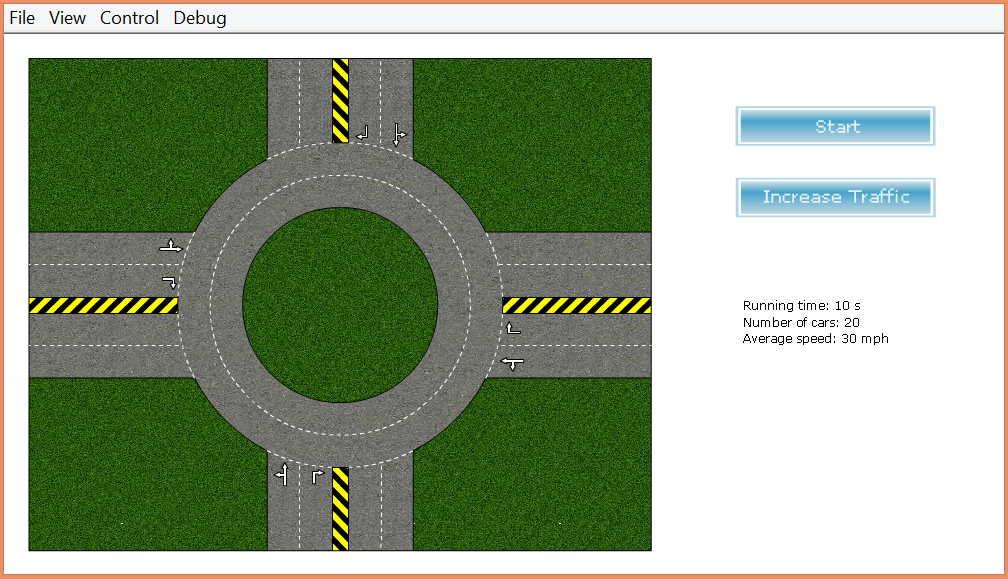 File View Control Debug
Start
Increase Traffic
Running time: 10 s
Number of cars: 20
Average speed: 30 mph